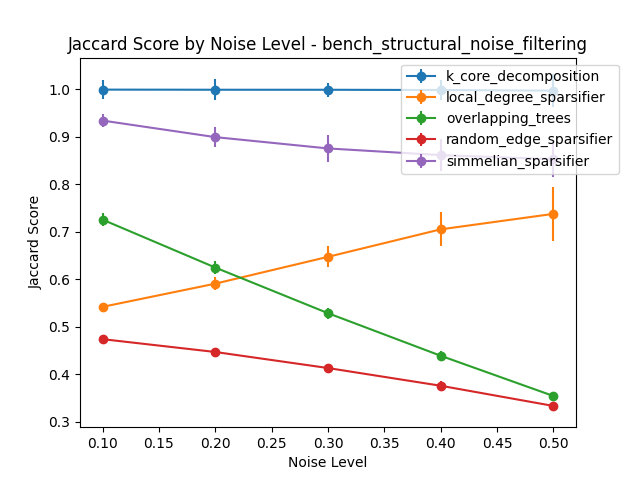 Jaccard Score by Noise Level - bench_structural_noise_filtering
k_core_decomposition
local_degree_sparsifier
overlapping_trees
random_edge_sparsifier
simmelian_sparsifier
Jaccard Score
1.0
0.9
0.8
0.7
0.6
0.5
0.4
0.3
0.10
0.15
0.20
0.25
0.30
0.35
0.40
0.45
0.50
Noise Level